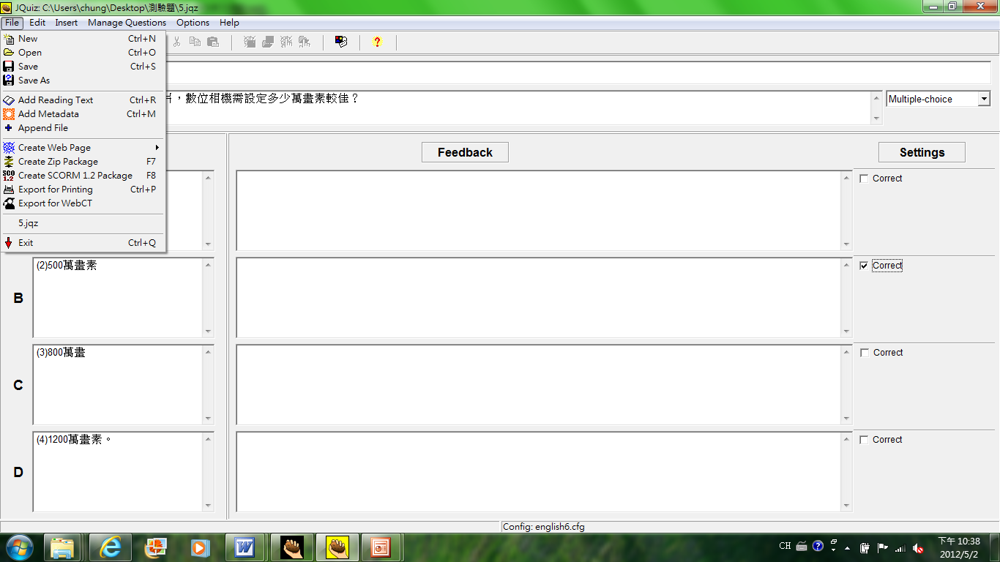 JQuiz: C:\Users\chung\Desktop\測驗題\5.jqz
File Edit Insert Manage Questions Options Help
New Ctrl+N
Open Ctrl+O
Save Ctrl+S
Save As
Add Reading Text Ctrl+R
Add Metadata Ctrl+M
Append File
Create Web Page
Create Zip Package F7
SCO 1.2 Create SCORM 1.2 Package F8
Export for Printing Ctrl+P
Export for WebCT
5.jqz
Exit Ctrl+Q
,數位相機需設定多少萬畫素較佳?
Multiple-choice
Feedback
Settings
Correct
B
(2)500萬畫素
Correct
C
(3)800萬畫
Correct
D
(4)1200萬畫素。
Correct
Config: english6.cfg
CH
下午 10:38
2012/5/2